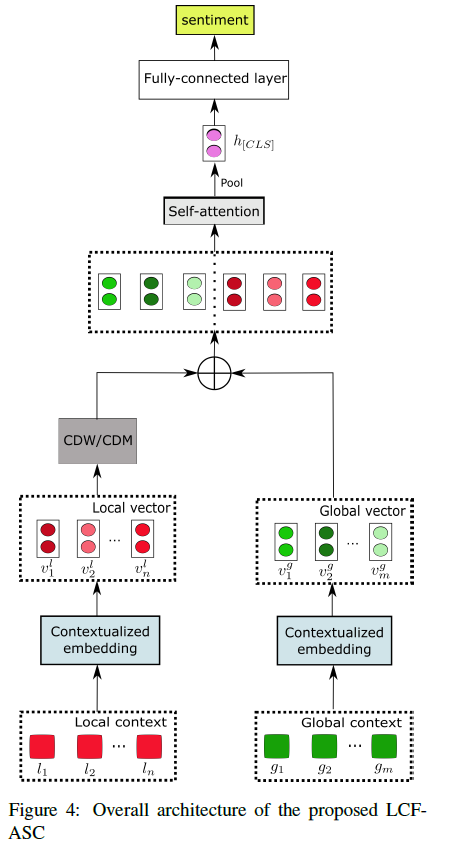 sentiment
Fully-connected layer
h[CLS]
Pool
Self-attention
CDW/CDM
Local vector
v_1^l v_2^l ... v_n^l
Global vector
v_1^g v_2^g ... v_m^g
Contextualized
embedding
Contextualized
embedding
Local context
l_1 l_2 ... l_n
Global context
g_1 g_2 ... g_m
Figure 4: Overall architecture of the proposed LCF-
ASC